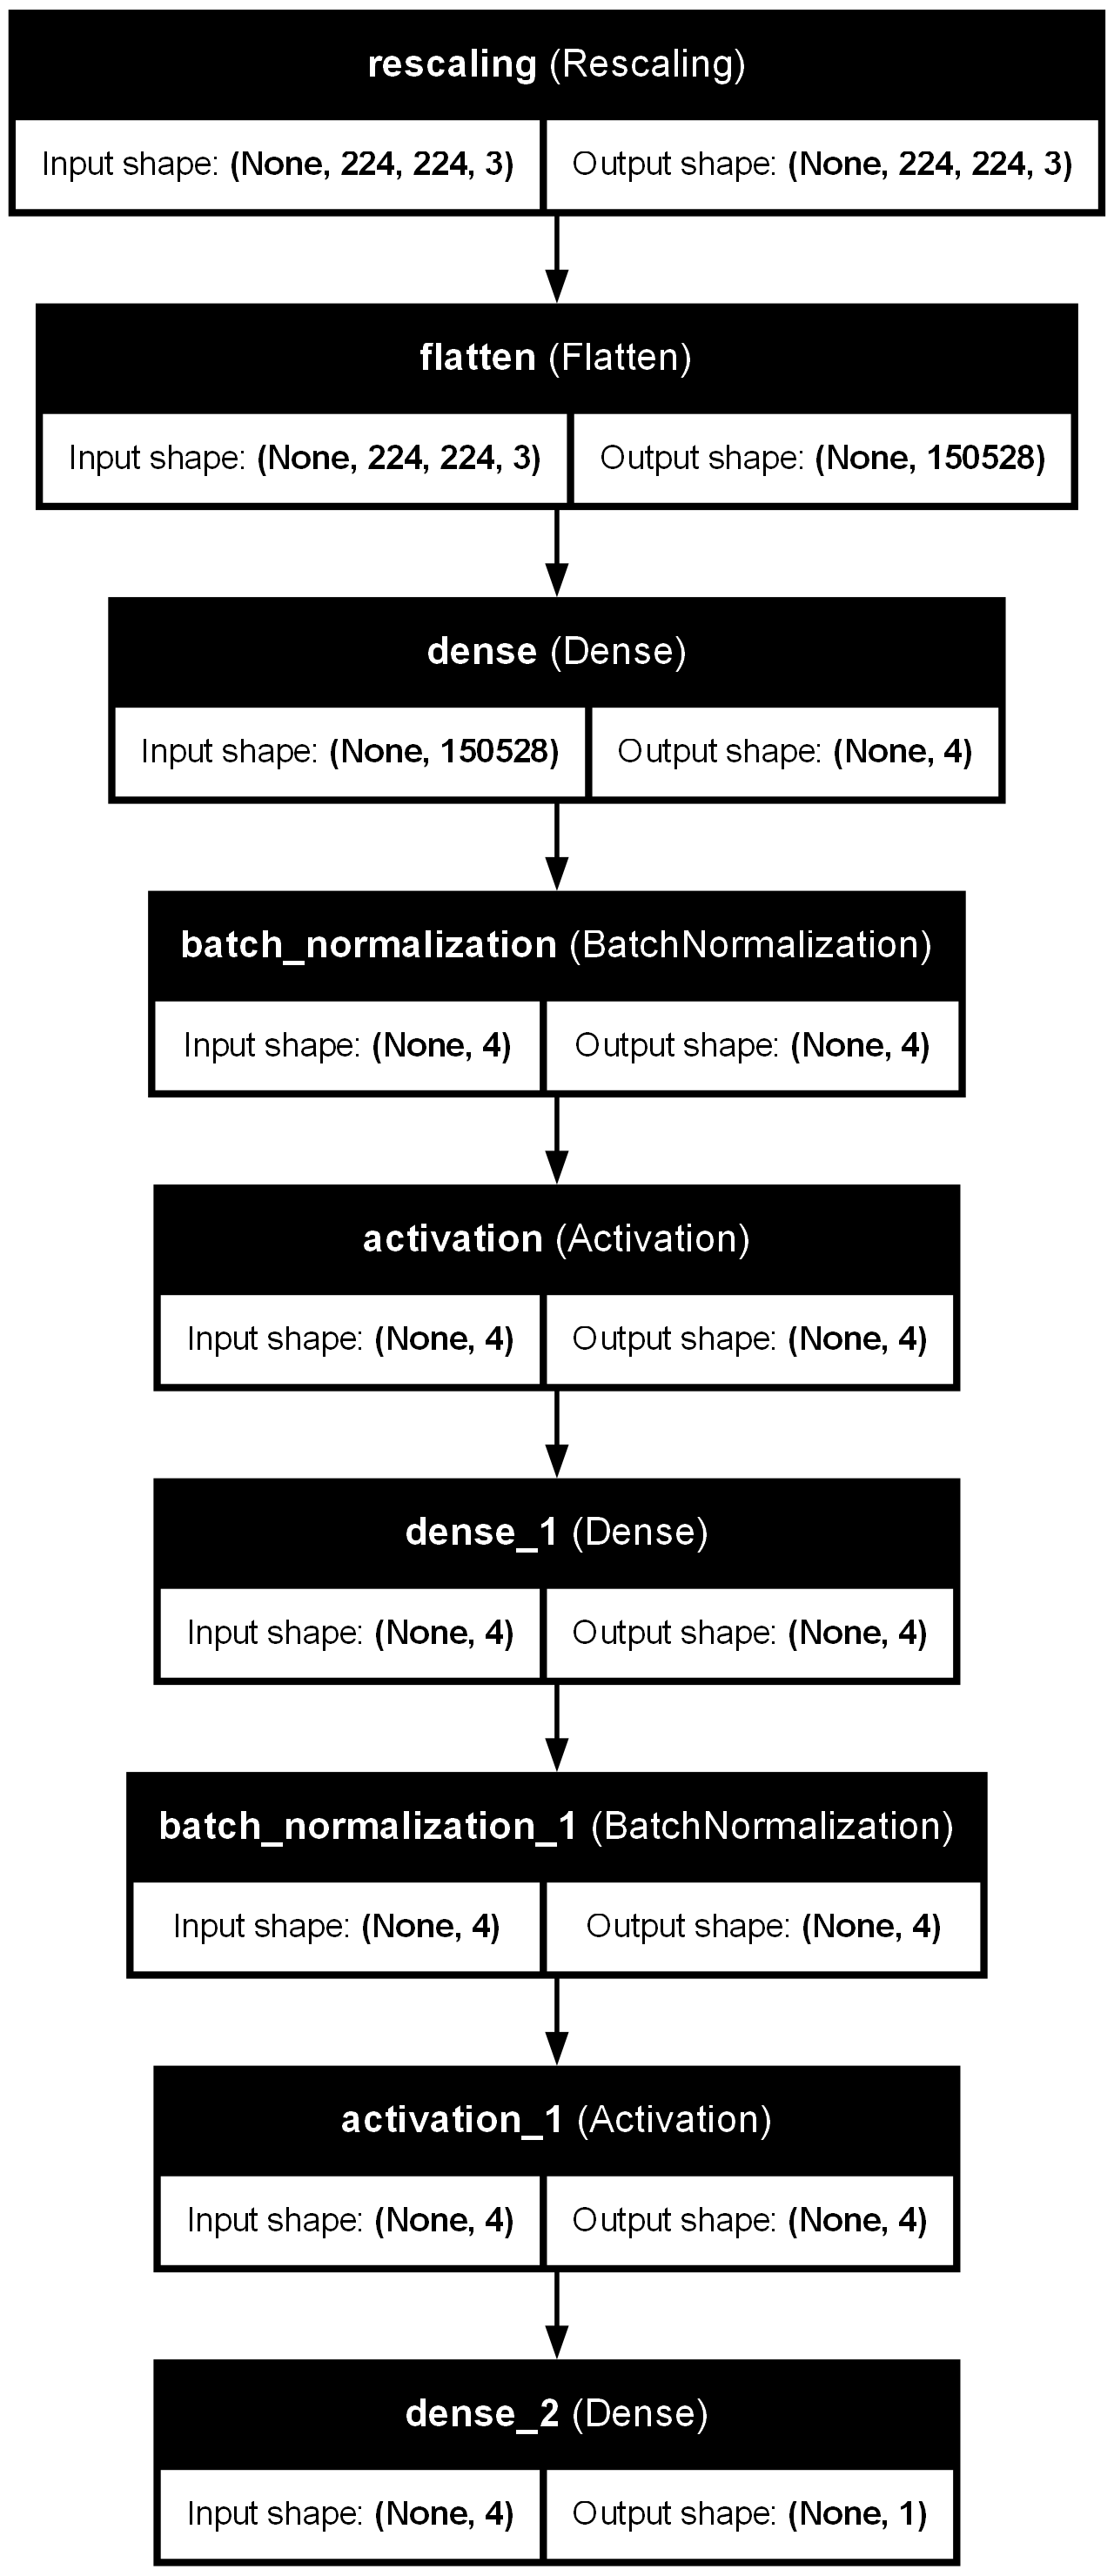 rescaling (Rescaling)
Input shape: (None, 224, 224, 3) Output shape: (None, 224, 224, 3)
flatten (Flatten)
Input shape: (None, 224, 224, 3) Output shape: (None, 150528)
dense (Dense)
Input shape: (None, 150528) Output shape: (None, 4)
batch_normalization (BatchNormalization)
Input shape: (None, 4) Output shape: (None, 4)
activation (Activation)
Input shape: (None, 4) Output shape: (None, 4)
dense_1 (Dense)
Input shape: (None, 4) Output shape: (None, 4)
batch_normalization_1 (BatchNormalization)
Input shape: (None, 4) Output shape: (None, 4)
activation_1 (Activation)
Input shape: (None, 4) Output shape: (None, 4)
dense_2 (Dense)
Input shape: (None, 4) Output shape: (None, 1)